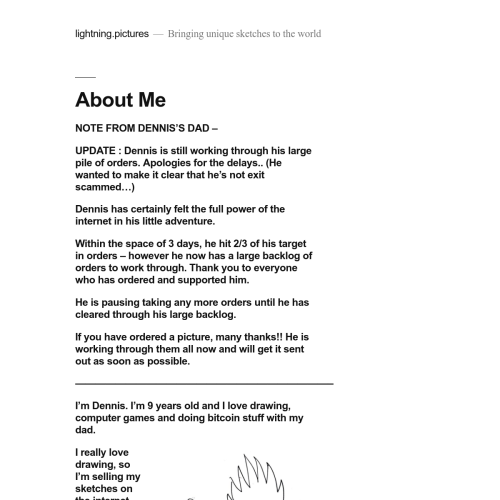 lightning.pictures — Bringing unique sketches to the world
About Me
NOTE FROM DENNIS'S DAD –
UPDATE : Dennis is still working through his large
pile of orders. Apologies for the delays.. (He
wanted to make it clear that he's not exit
scammed…)
Dennis has certainly felt the full power of the
internet in his little adventure.
Within the space of 3 days, he hit 2/3 of his target
in orders – however he now has a large backlog of
orders to work through. Thank you to everyone
who has ordered and supported him.
He is pausing taking any more orders until he has
cleared through his large backlog.
If you have ordered a picture, many thanks!! He is
working through them all now and will get it sent
out as soon as possible.
I'm Dennis. I'm 9 years old and I love drawing,
computer games and doing bitcoin stuff with my
dad.
I really love
drawing, so
I'm selling my
sketches on
the internet